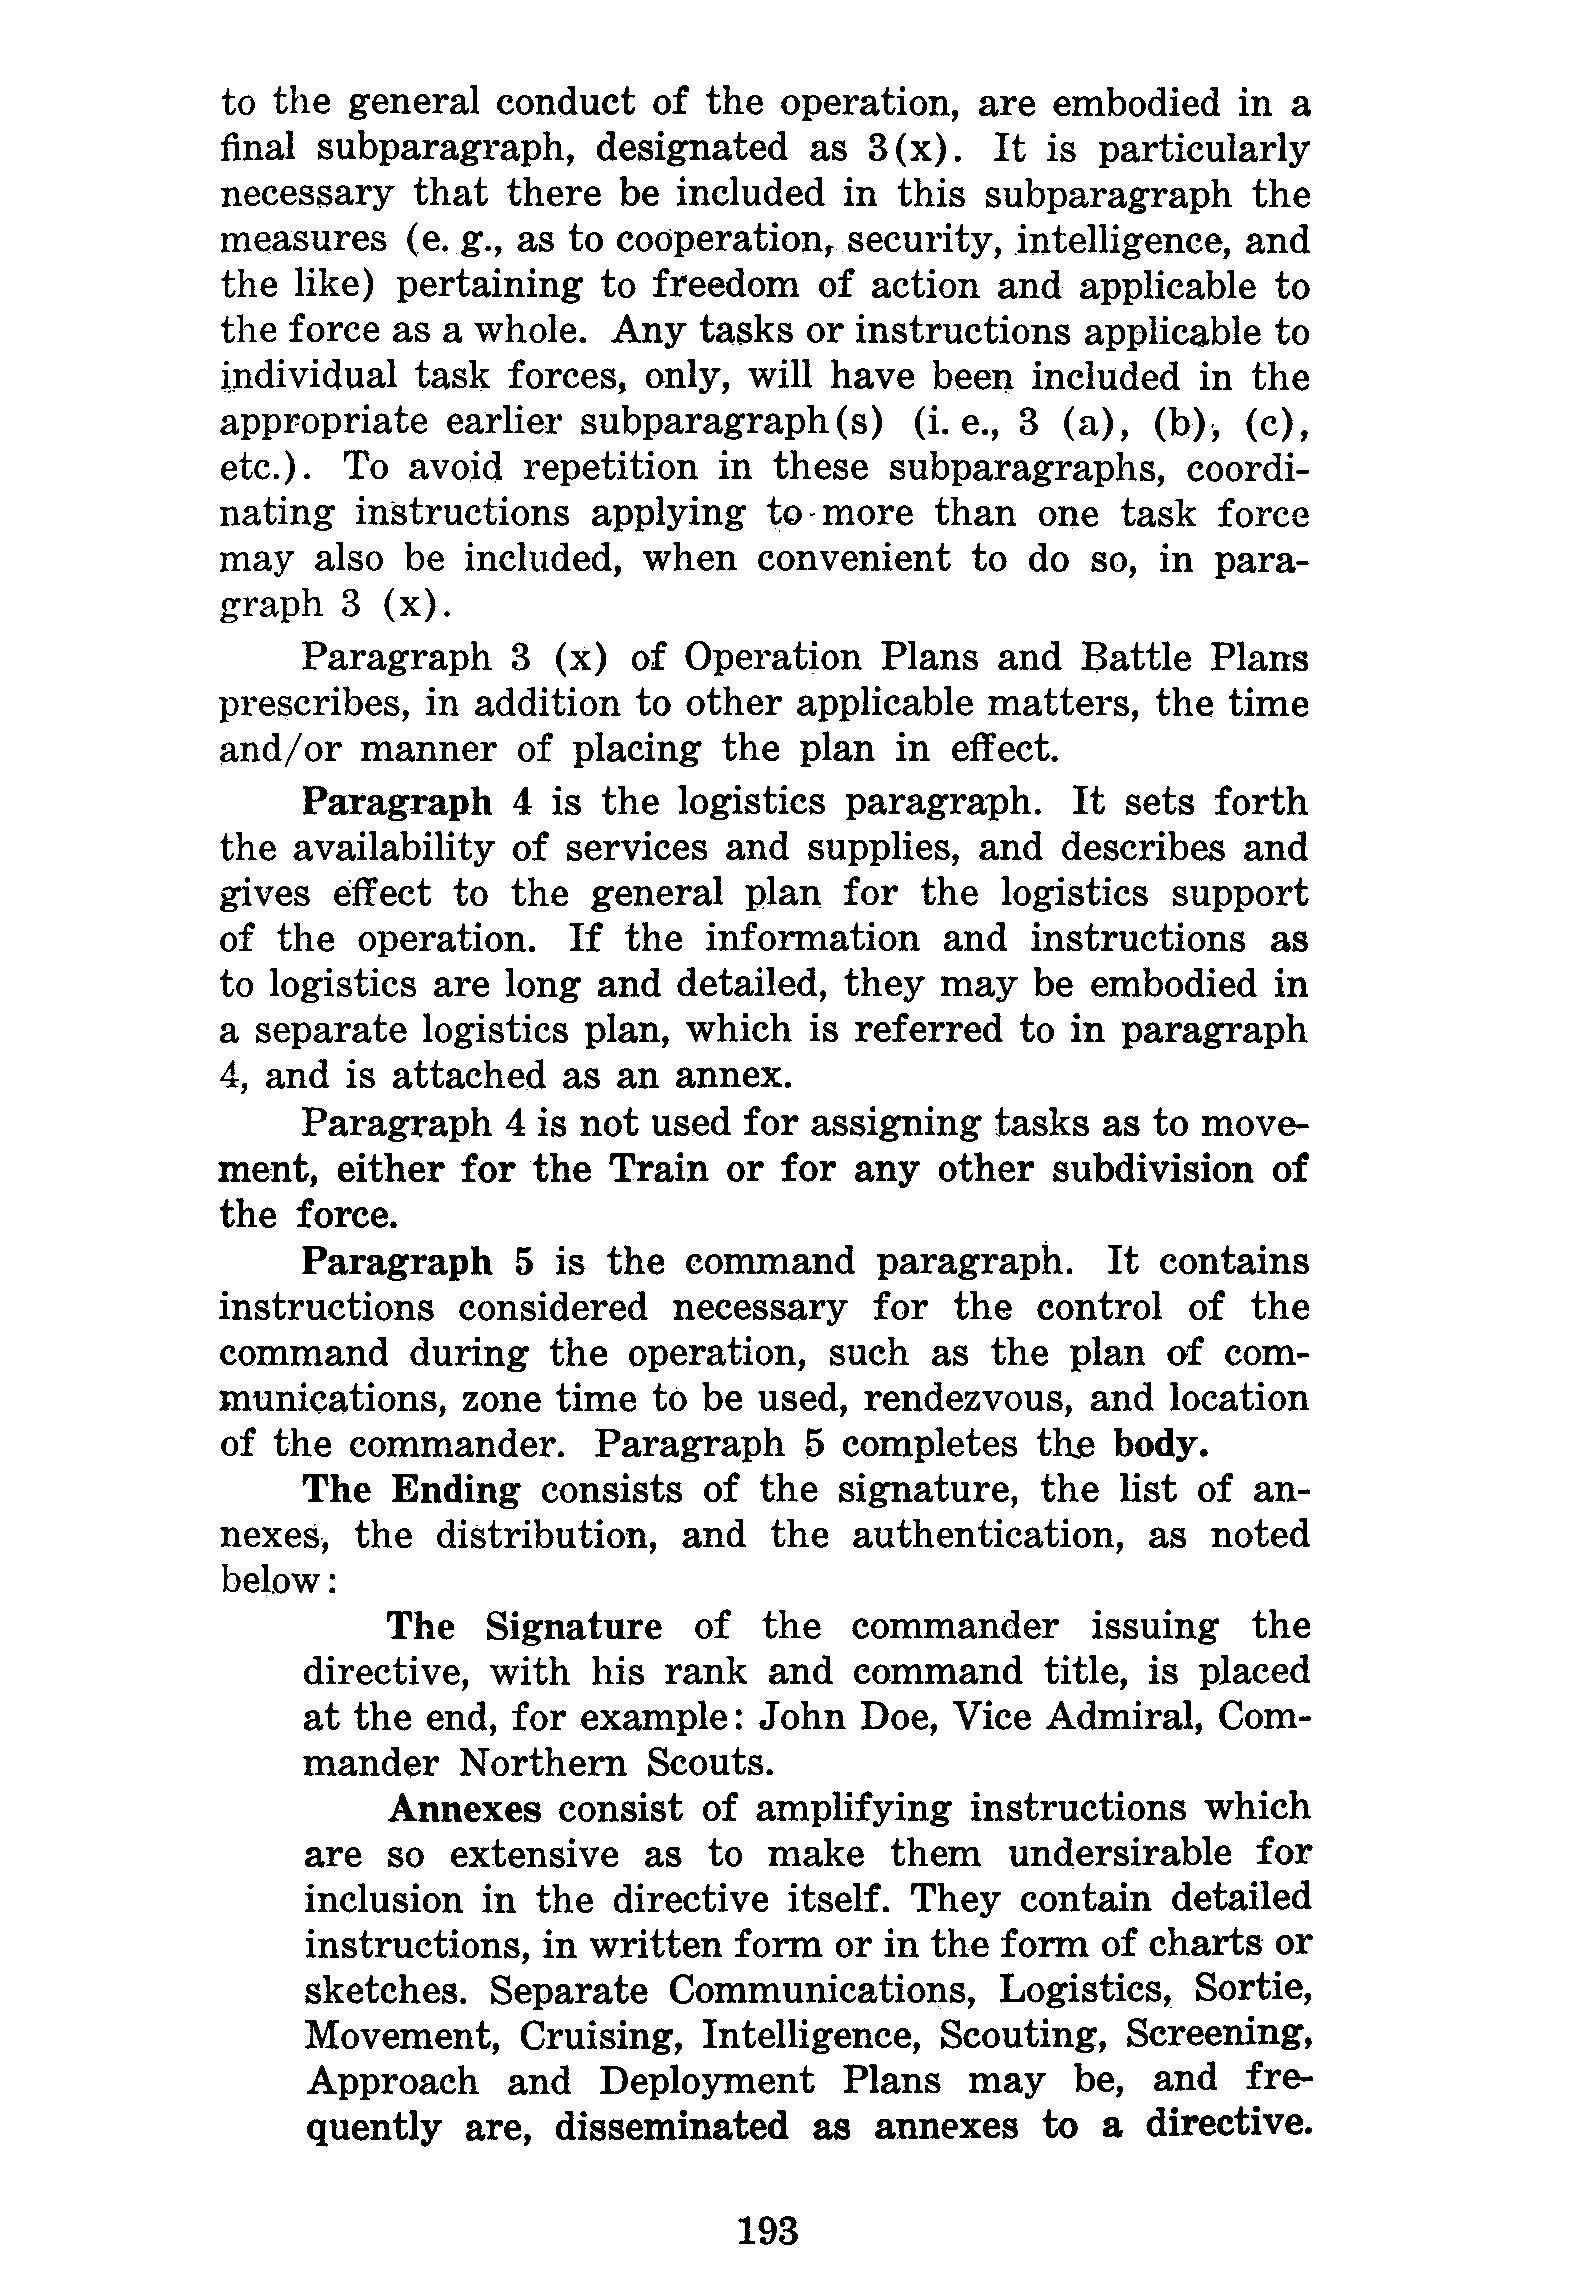 to the general conduct of the operation, are embodied in a
final subparagraph, designated as 3(x). It is particularly
necessary that there be included in this subparagraph the
measures (e. g., as to cooperation, security, intelligence, and
the like) pertaining to freedom of action and applicable to
the force as a whole. Any tasks or instructions applicable to
individual task forces, only, will have been included in the
appropriate earlier subparagraph(s) (i. e., 3 (a), (b), (c),
etc.). To avoid repetition in these subparagraphs, coordi-
nating instructions applying to more than one task force
may also be included, when convenient to do so, in para-
graph 3 (x).
Paragraph 3 (x) of Operation Plans and Battle Plans
prescribes, in addition to other applicable matters, the time
and/or manner of placing the plan in effect.
Paragraph 4 is the logistics paragraph. It sets forth
the availability of services and supplies, and describes and
gives effect to the general plan for the logistics support
of the operation. If the information and instructions as
to logistics are long and detailed, they may be embodied in
a separate logistics plan, which is referred to in paragraph
4, and is attached as an annex.
Paragraph 4 is not used for assigning tasks as to move-
ment, either for the Train or for any other subdivision of
the force.
Paragraph 5 is the command paragraph. It contains
instructions considered necessary for the control of the
command during the operation, such as the plan of com-
munications, zone time to be used, rendezvous, and location
of the commander. Paragraph 5 completes the body.
The Ending consists of the signature, the list of an-
nexes, the distribution, and the authentication, as noted
below:
The Signature of the commander issuing the
directive, with his rank and command title, is placed
at the end, for example: John Doe, Vice Admiral, Com-
mander Northern Scouts.
Annexes consist of amplifying instructions which
are so extensive as to make them undersirable for
inclusion in the directive itself. They contain detailed
instructions, in written form or in the form of charts or
sketches. Separate Communications, Logistics, Sortie,
Movement, Cruising, Intelligence, Scouting, Screening,
Approach and Deployment Plans may be, and fre-
quently are, disseminated as annexes to a directive.
193